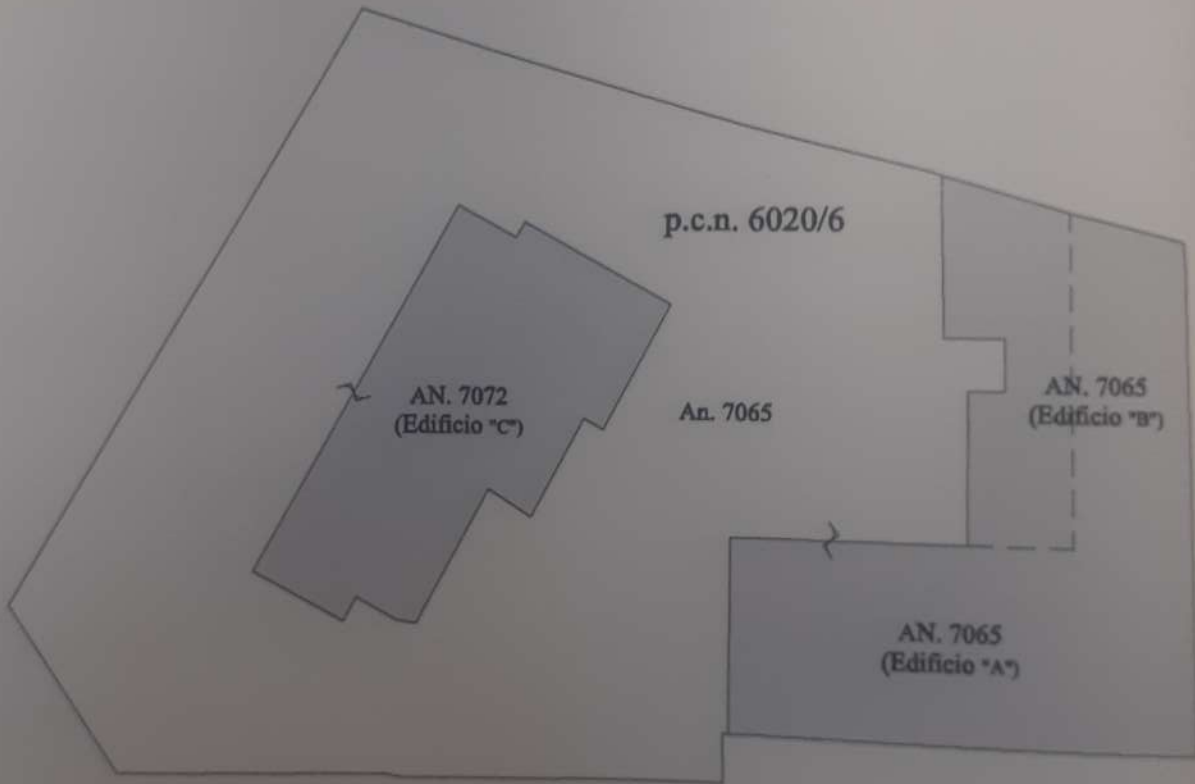 p.c.n. 6020/6
AN. 7072
(Edificio "C")
An. 7065
AN. 7065
(Edificio "B")
AN. 7065
(Edificio "A")